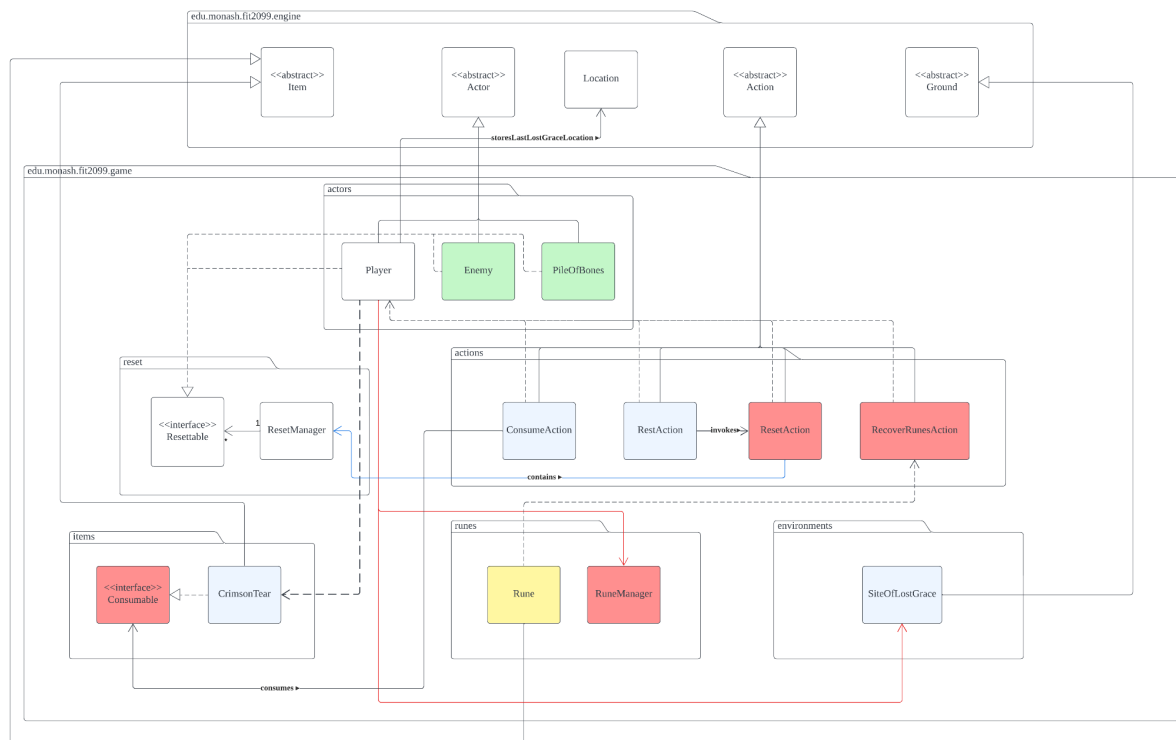 edu.monash.fit2099.engine
<<abstract>>
Item
<<abstract>>
Actor
Location
<<abstract>>
Action
<<abstract>>
Ground
storesLastLostGraceLocation
edu.monash.fit2099.game
actors
Player
Enemy
PileOfBones
reset
<<interface>>
Resettable
1
*
ResetManager
actions
ConsumeAction
RestAction
invokes
ResetAction
RecoverRunesAction
contains
items
<<interface>>
Consumable
CrimsonTear
runes
Rune
RuneManager
environments
SiteOfLostGrace
consumes